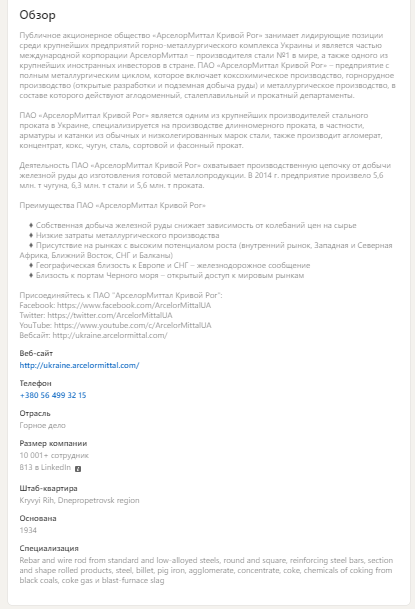 Обзор
Публичное акционерное общество «АрселорМиттал Кривой Рог» занимает лидирующие позиции
среди крупнейших предприятий горно-металлургического комплекса Украины и является частью
международной корпорации АрселорМиттал – производителя стали №1 в мире, а также одного из
крупнейших иностранных инвесторов в стране. ПАО «АрселорМиттал Кривой Рог» – предприятие с
полным металлургическим циклом, которое включает коксохимическое производство, горнорудное
производство (открытые разработки и подземная добыча руды) и металлургическое производство, в
составе которого действуют аглодоменный, сталеплавильный и прокатный департаменты.
ПАО «АрселорМиттал Кривой Рог» является одним из крупнейших производителей стального
проката в Украине, специализируется на производстве длинномерного проката, в частности,
арматуры и катанки из обычных и низколегированных марок стали, также производит агломерат,
концентрат, кокс, чугун, сталь, сортовой и фасонный прокат.
Деятельность ПАО «АрселорМиттал Кривой Рог» охватывает производственную цепочку от добычи
железной руды до изготовления готовой металлопродукции. В 2014 г. предприятие произвело 5,6
млн. т чугуна, 6,3 млн. т стали и 5,6 млн. т проката.
Преимущества ПАО «АрселорМиттал Кривой Рог»
♦ Собственная добыча железной руды снижает зависимость от колебаний цен на сырье
♦ Низкие затраты металлургического производства
♦ Присутствие на рынках с высоким потенциалом роста (внутренний рынок, Западная и Северная
Африка, Ближний Восток, СНГ и Балканы)
♦ Географическая близость к Европе и СНГ – железнодорожное сообщение
♦ Близость к портам Черного моря – открытый доступ к мировым рынкам
Присоединяйтесь к ПАО "АрселорМиттал Кривой Рог":
Facebook: https://www.facebook.com/ArcelorMittalUA
Twitter: https://twitter.com/ArcelorMittalUA
YouTube: https://www.youtube.com/c/ArcelorMittalUA
Вебсайт: http://ukraine.arcelormittal.com/
Веб-сайт
http://ukraine.arcelormittal.com/
Телефон
+380 56 499 32 15
Отрасль
Горное дело
Размер компании
10 001+ сотрудник
813 в LinkedIn
Штаб-квартира
Kryvyi Rih, Dnepropetrovsk region
Основана
1934
Специализация
Rebar and wire rod from standard and low-alloyed steels, round and square, reinforcing steel bars, section
and shape rolled products, steel, billet, pig iron, agglomerate, concentrate, coke, chemicals of coking from
black coals, coke gas и blast-furnace slag